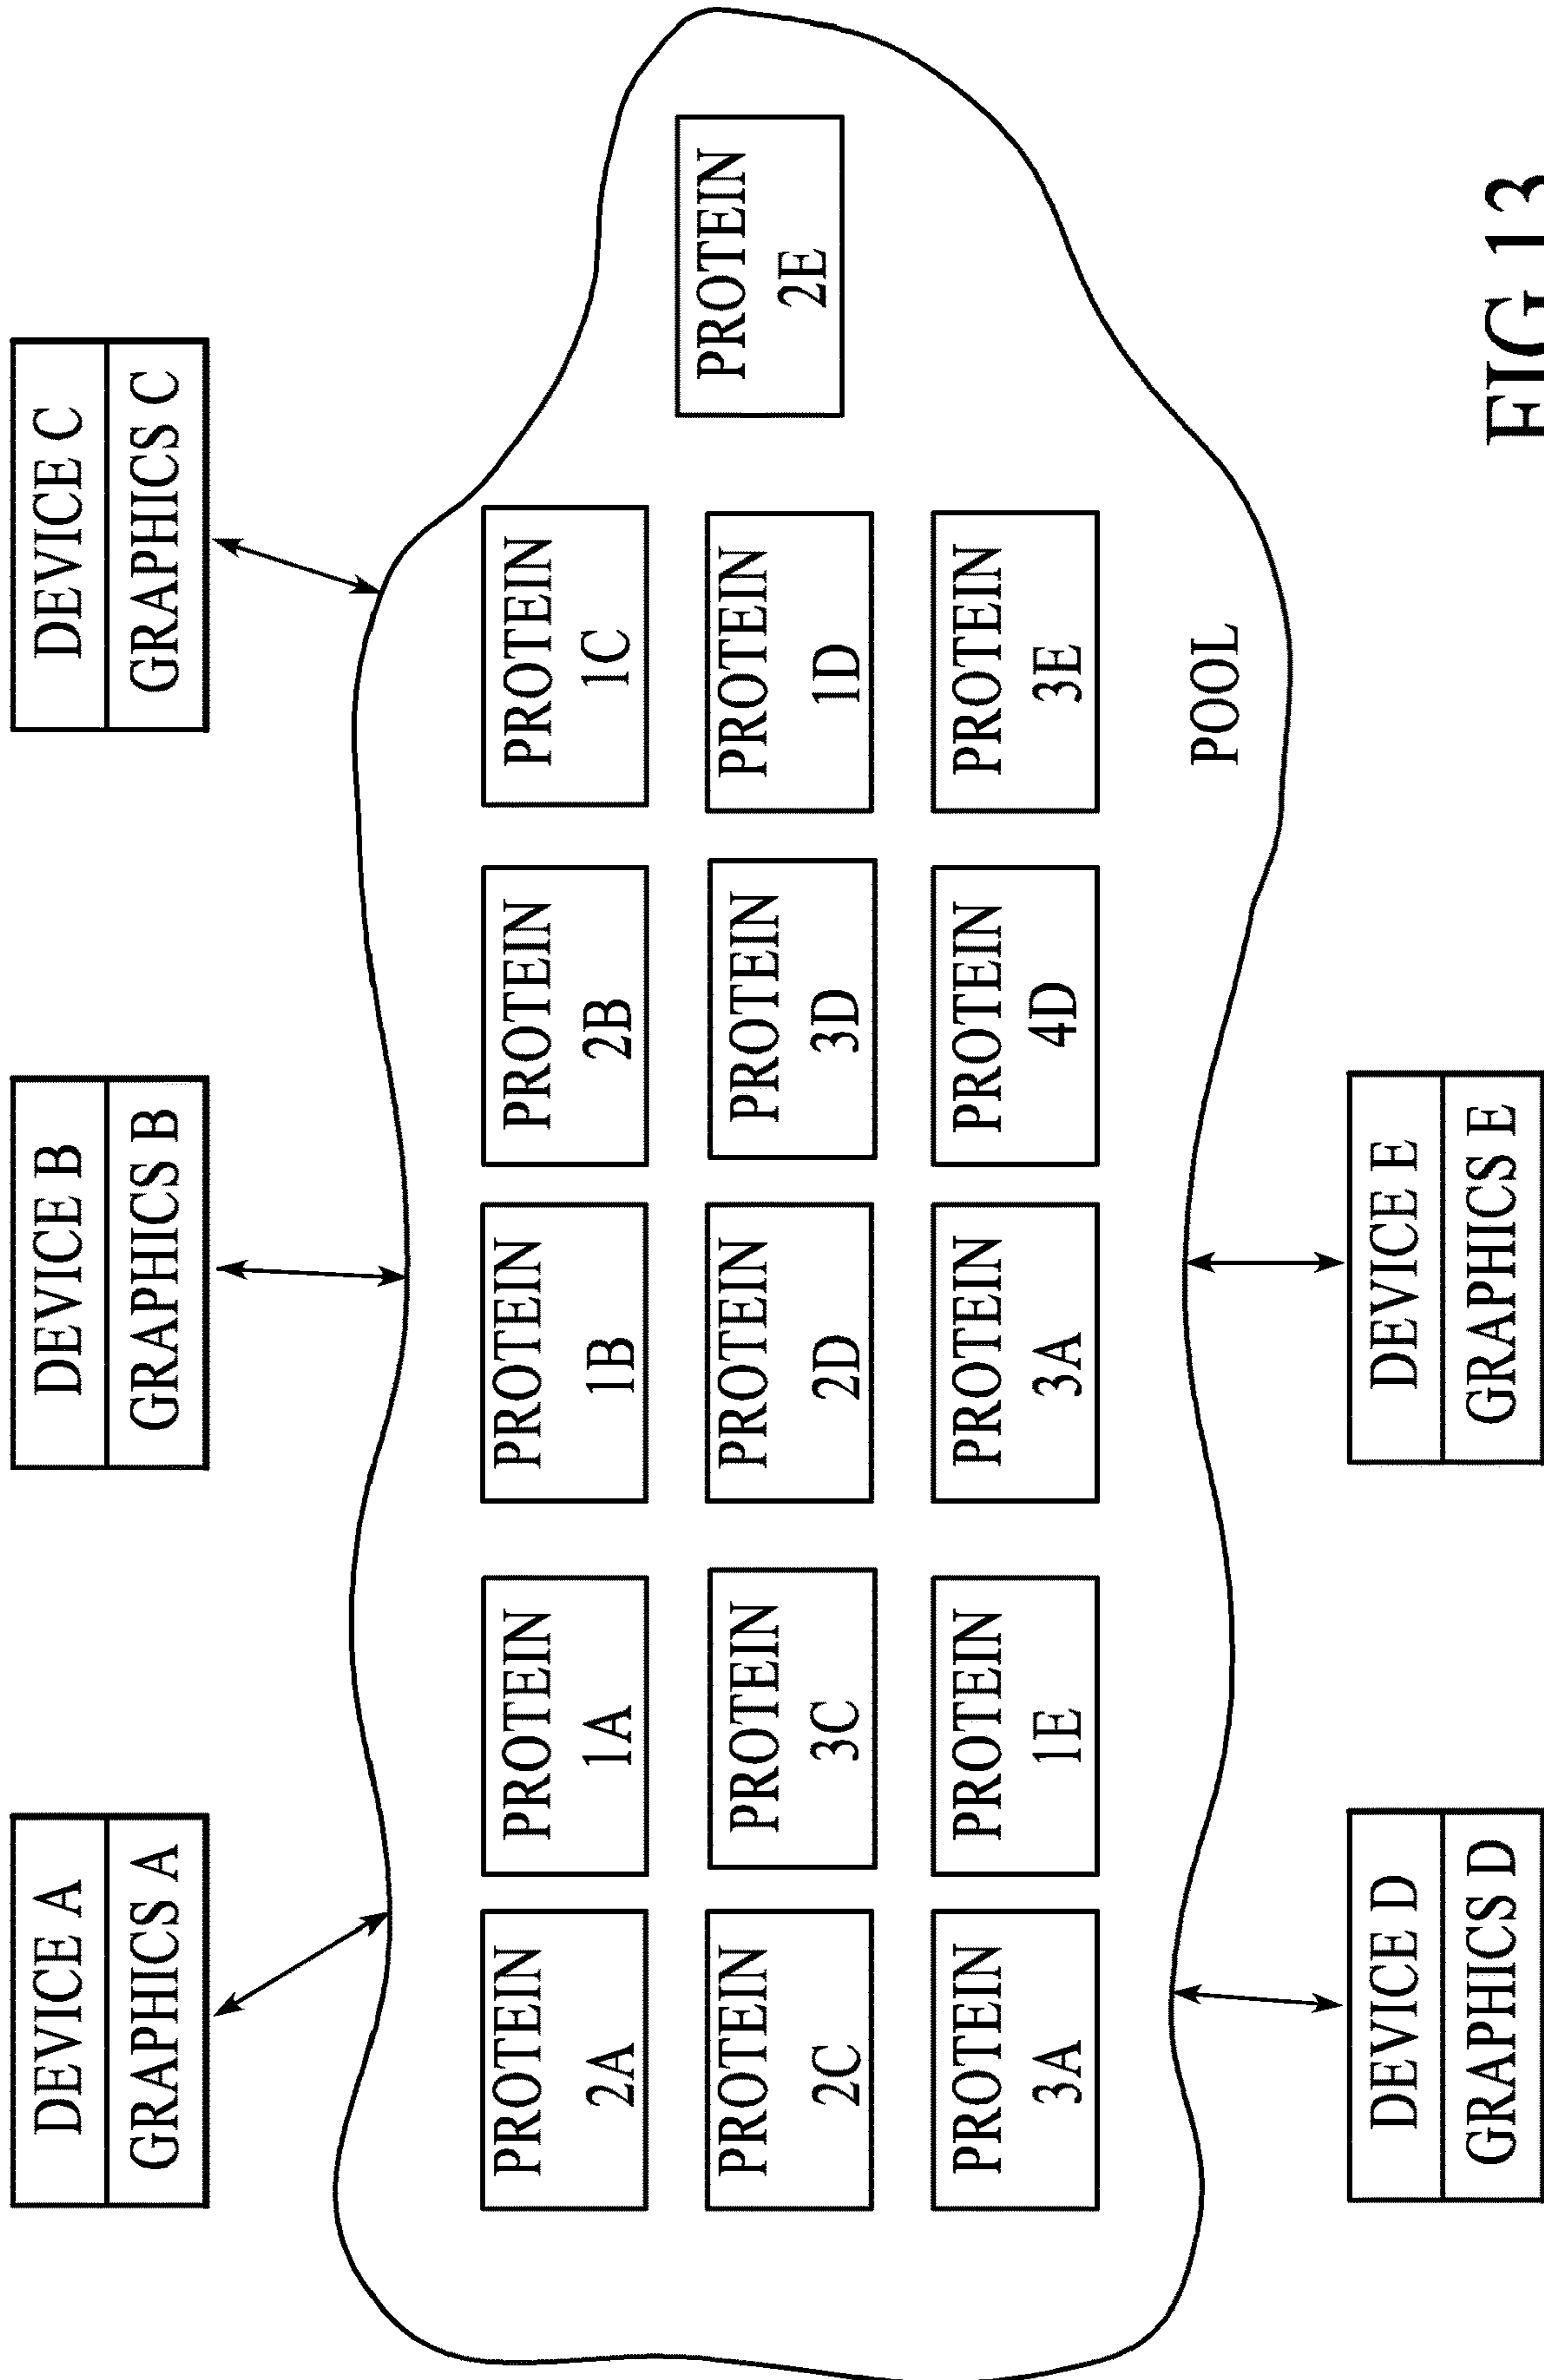 DEVICE A
GRAPHICS A
DEVICE B
GRAPHICS B
DEVICE C
GRAPHICS C
PROTEIN
2A
PROTEIN
1A
PROTEIN
1B
PROTEIN
2B
PROTEIN
1C
PROTEIN
2C
PROTEIN
3C
PROTEIN
2D
PROTEIN
3D
PROTEIN
1D
PROTEIN
2E
PROTEIN
3A
PROTEIN
1E
PROTEIN
3A
PROTEIN
4D
PROTEIN
3E
POOL
DEVICE D
GRAPHICS D
DEVICE E
GRAPHICS E
FIG.13